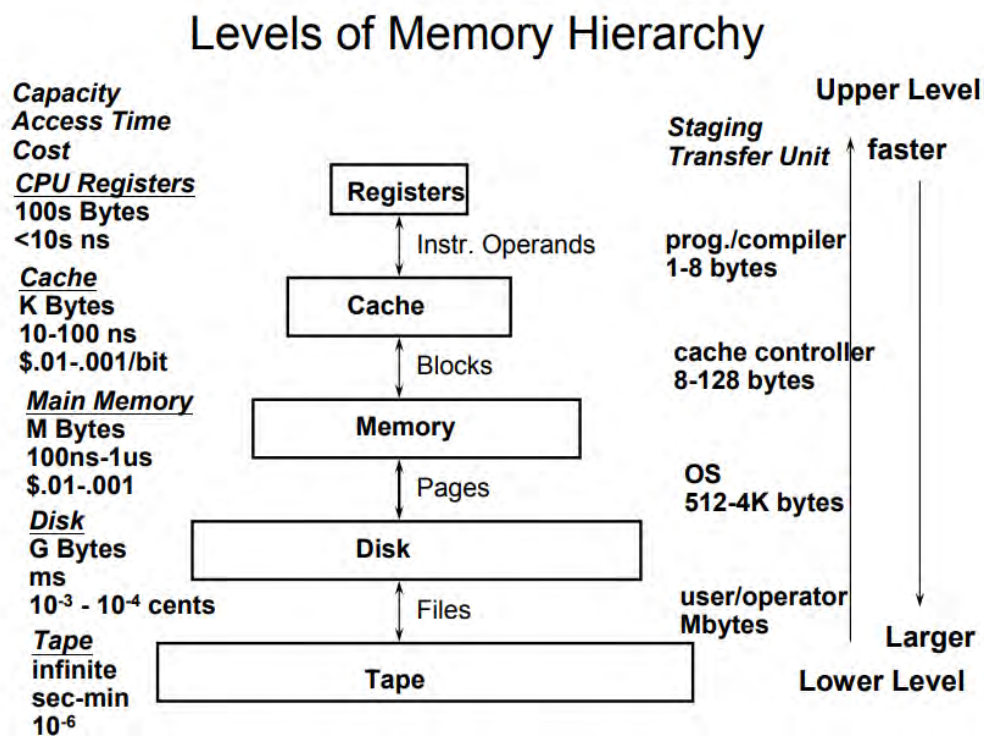 Levels of Memory Hierarchy
Capacity
Access Time
Cost
CPU Registers
100s Bytes
<10s ns
Cache
K Bytes
10-100 ns
$.01-.001/bit
Main Memory
M Bytes
100ns-1us
$.01-.001
Disk
G Bytes
ms
10-3 - 10-4 cents
Tape
infinite
sec-min
10-6
Registers
Instr. Operands
Cache
Blocks
Memory
Pages
Disk
Files
Tape
Staging
Transfer Unit
prog./compiler
1-8 bytes
cache controller
8-128 bytes
OS
512-4K bytes
user/operator
Mbytes
Upper Level
faster
Larger
Lower Level